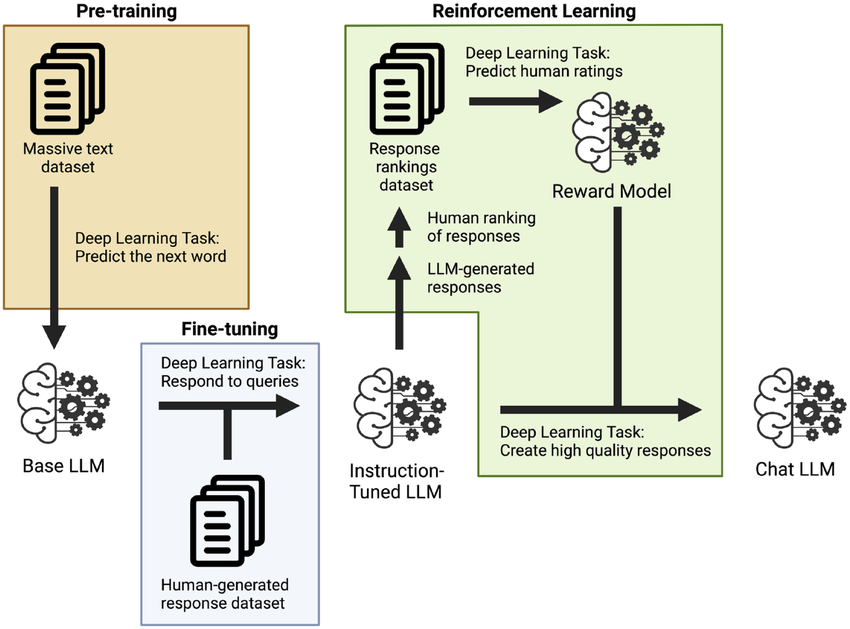 Pre-training
Massive text
dataset
Deep Learning Task:
Predict the next word
Base LLM
Fine-tuning
Deep Learning Task:
Respond to queries
Human-generated
response dataset
Instruction-
Tuned LLM
Reinforcement Learning
Response
rankings
dataset
Deep Learning Task:
Predict human ratings
Reward Model
Human ranking
of responses
LLM-generated
responses
Deep Learning Task:
Create high quality responses
Chat LLM